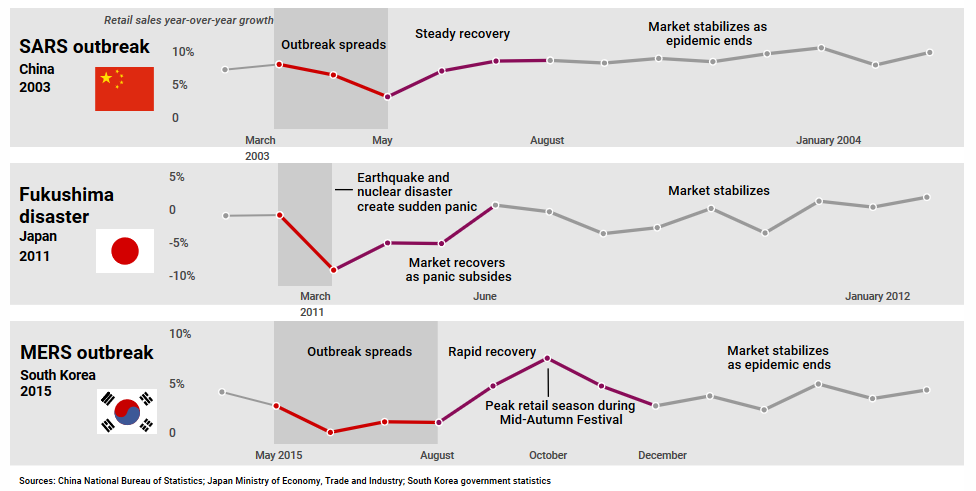 Retail sales year-over-year growth
SARS outbreak
China
2003
10%
5%
0
Outbreak spreads
Steady recovery
Market stabilizes as
epidemic ends
March
2003
May
August
January 2004
Fukushima
disaster
Japan
2011
5%
0
-5%
-10%
Earthquake and
nuclear disaster
create sudden panic
Market recovers
as panic subsides
Market stabilizes
March
2011
June
January 2012
MERS outbreak
South Korea
2015
10%
5%
0
Outbreak spreads
Rapid recovery
Peak retail season during
Mid-Autumn Festival
Market stabilizes
as epidemic ends
May 2015
August
October
December
Sources: China National Bureau of Statistics; Japan Ministry of Economy, Trade and Industry; South Korea government statistics